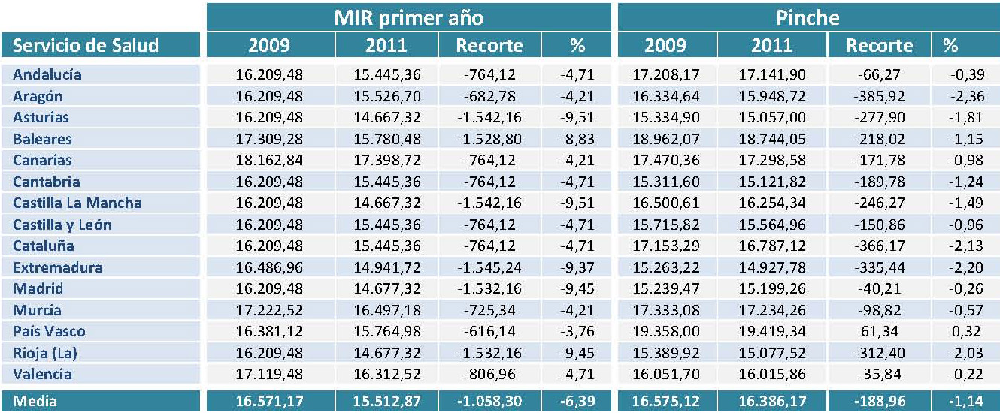 MIR primer año Pinche
Servicio de Salud 2009 2011 Recorte % 2009 2011 Recorte %
Andalucía 16.209,48 15.445,36 -764,12 -4,71 17.208,17 17.141,90 -66,27 -0,39
Aragón 16.209,48 15.526,70 -682,78 -4,21 16.334,64 15.948,72 -385,92 -2,36
Asturias 16.209,48 14.667,32 -1.542,16 -9,51 15.334,90 15.057,00 -277,90 -1,81
Baleares 17.309,28 15.780,48 -1.528,80 -8,83 18.962,07 18.744,05 -218,02 -1,15
Canarias 18.162,84 17.398,72 -764,12 -4,21 17.470,36 17.298,58 -171,78 -0,98
Cantabria 16.209,48 15.445,36 -764,12 -4,71 15.311,60 15.121,82 -189,78 -1,24
Castilla La Mancha 16.209,48 14.667,32 -1.542,16 -9,51 16.500,61 16.254,34 -246,27 -1,49
Castilla y León 16.209,48 15.445,36 -764,12 -4,71 15.715,82 15.564,96 -150,86 -0,96
Cataluña 16.209,48 15.445,36 -764,12 -4,71 17.153,29 16.787,12 -366,17 -2,13
Extremadura 16.486,96 14.941,72 -1.545,24 -9,37 15.263,22 14.927,78 -335,44 -2,20
Madrid 16.209,48 14.677,32 -1.532,16 -9,45 15.239,47 15.199,26 -40,21 -0,26
Murcia 17.222,52 16.497,18 -725,34 -4,21 17.333,08 17.234,26 -98,82 -0,57
País Vasco 16.381,12 15.764,98 -616,14 -3,76 19.358,00 19.419,34 61,34 0,32
Rioja (La) 16.209,48 14.677,32 -1.532,16 -9,45 15.389,92 15.077,52 -312,40 -2,03
Valencia 17.119,48 16.312,52 -806,96 -4,71 16.051,70 16.015,86 -35,84 -0,22
Media 16.571,17 15.512,87 -1.058,30 -6,39 16.575,12 16.386,17 -188,96 -1,14